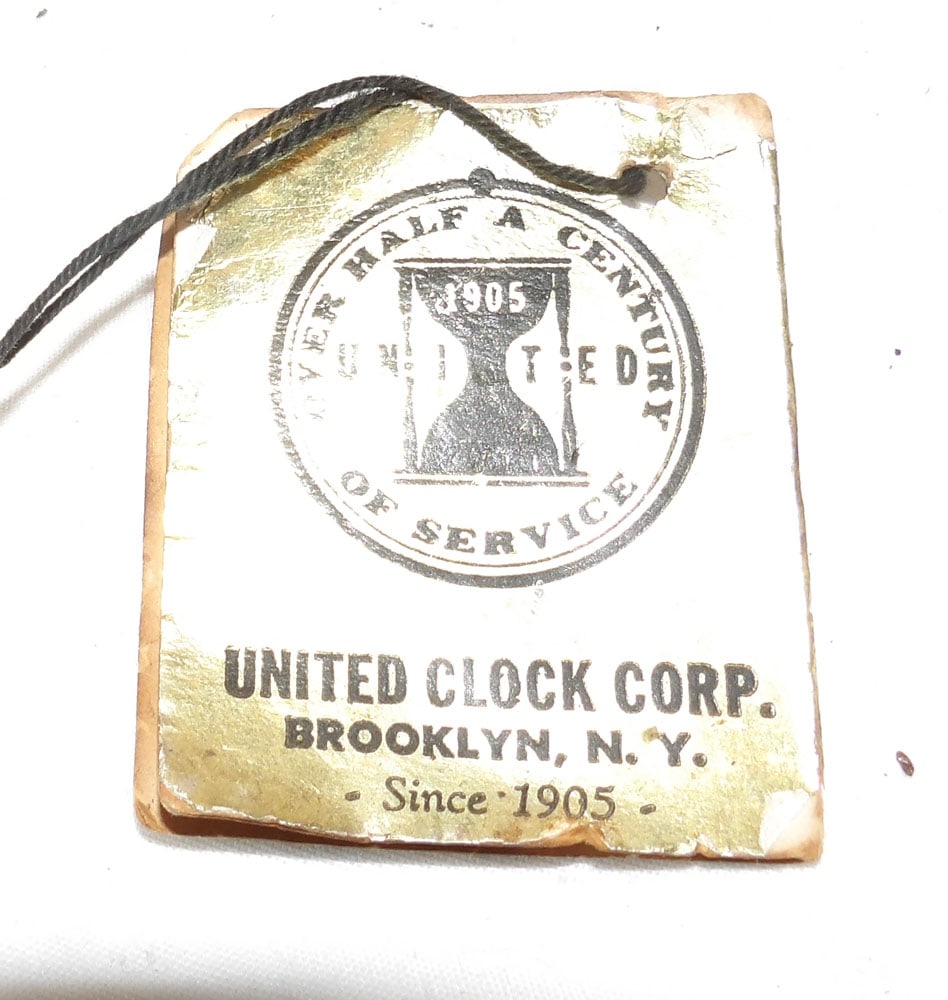 OVER HALF A CENTURY
1905
UNITED
OF SERVICE
UNITED CLOCK CORP.
BROOKLYN, N. Y.
- Since 1905 -